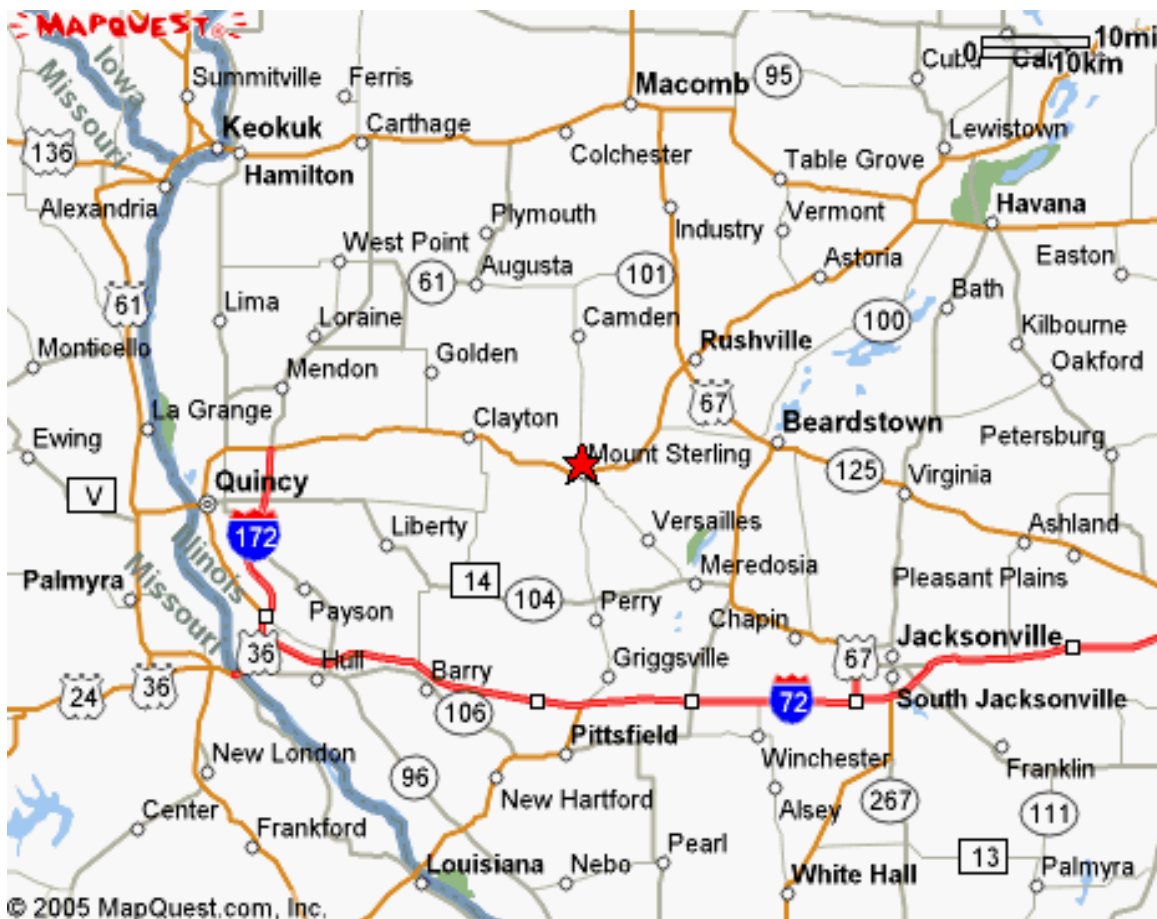 MAPQUEST®
10mi
0
10km
Iowa
Missouri
Summitville
Ferris
Macomb
95
Cuba
Keokuk
Carthage
Colchester
Lewistown
136
Hamilton
Table Grove
Alexandria
Plymouth
Industry
Vermont
Havana
West Point
61
Augusta
101
Astoria
Easton
61
Lima
Loraine
Camden
100
Bath
Kilbourne
Monticello
Mendon
Golden
Rushville
Oakford
67
La Grange
Clayton
Beardstown
Petersburg
Ewing
Mount Sterling
125
Virginia
V
Quincy
172
Liberty
Versailles
Ashland
Illinois
Missouri
14
104
Meredosia
Pleasant Plains
Palmyra
Payson
Perry
Chapin
Jacksonville
36
Hull
Barry
Griggsville
67
24
36
106
72
South Jacksonville
Pittsfield
Winchester
New London
96
New Hartford
Alsey
267
Franklin
111
Center
Frankford
Pearl
13
Louisiana
Nebo
White Hall
Palmyra
© 2005 MapQuest.com, Inc.